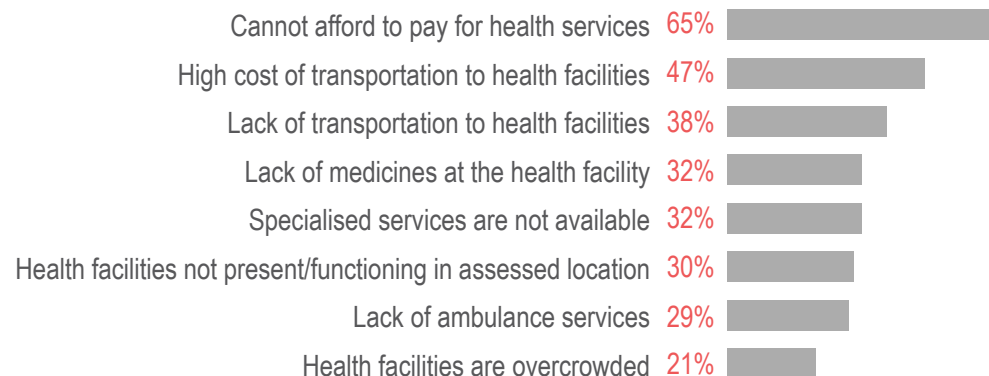 Cannot afford to pay for health services 65%
High cost of transportation to health facilities 47%
Lack of transportation to health facilities 38%
Lack of medicines at the health facility 32%
Specialised services are not available 32%
Health facilities not present/functioning in assessed location 30%
Lack of ambulance services 29%
Health facilities are overcrowded 21%